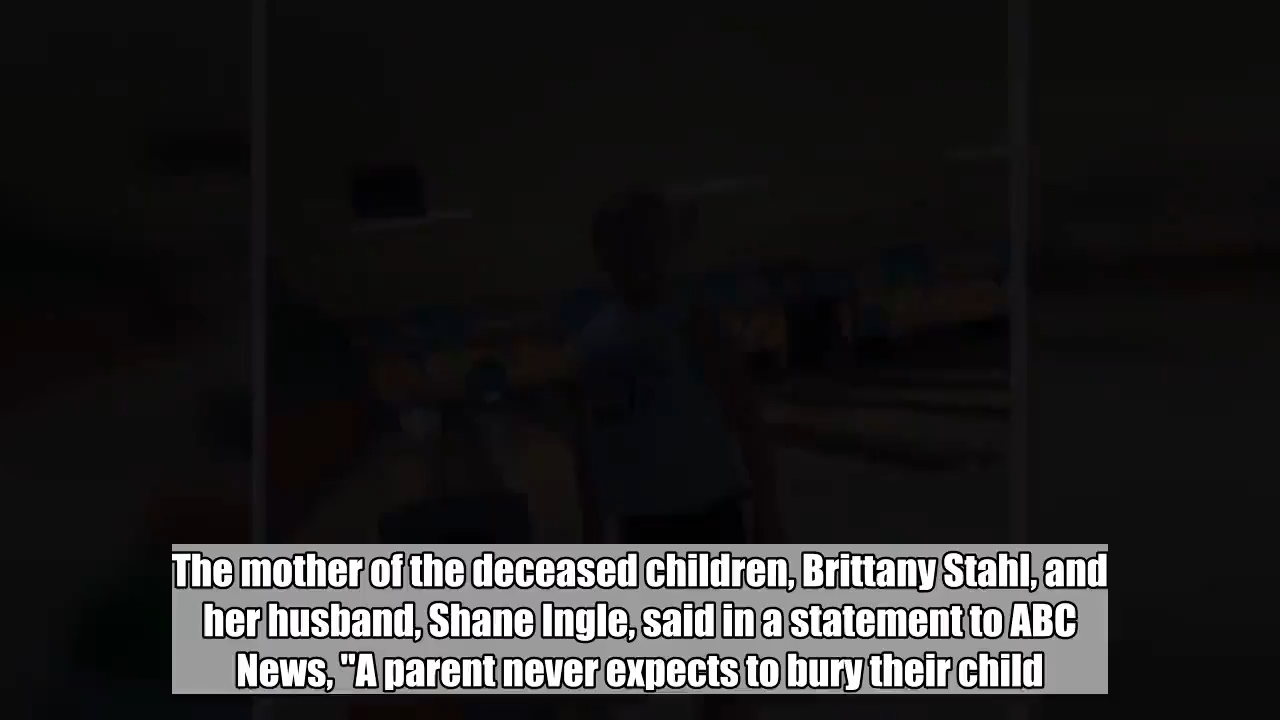 The mother of the deceased children, Brittany Stahl, and
her husband, Shane Ingle, said in a statement to ABC
News, "A parent never expects to bury their child